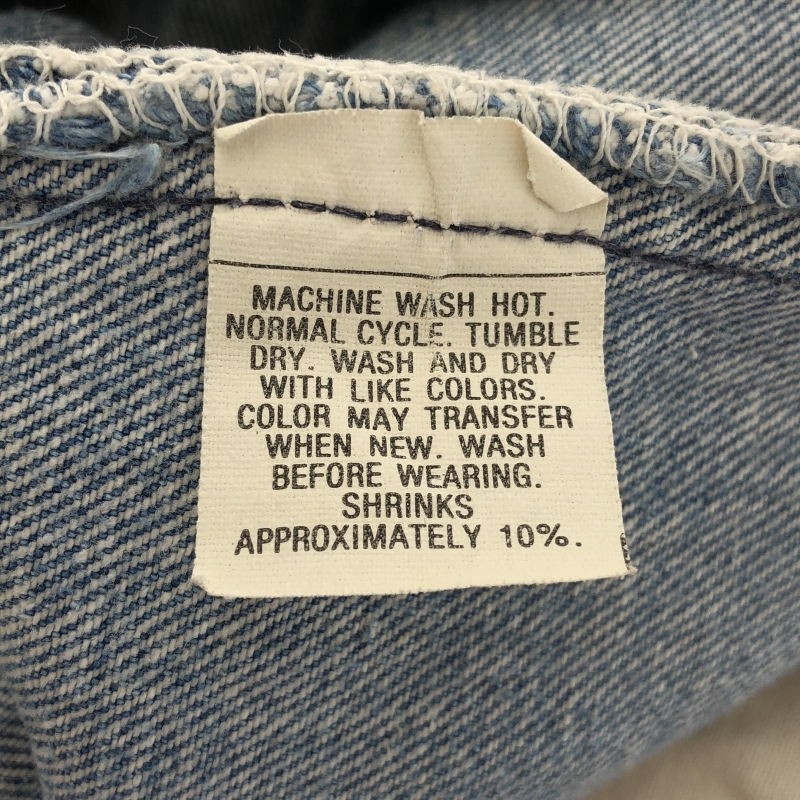 MACHINE WASH HOT.
NORMAL CYCLE. TUMBLE
DRY. WASH AND DRY
WITH LIKE COLORS.
COLOR MAY TRANSFER
WHEN NEW. WASH
BEFORE WEARING.
SHRINKS
APPROXIMATELY 10%.